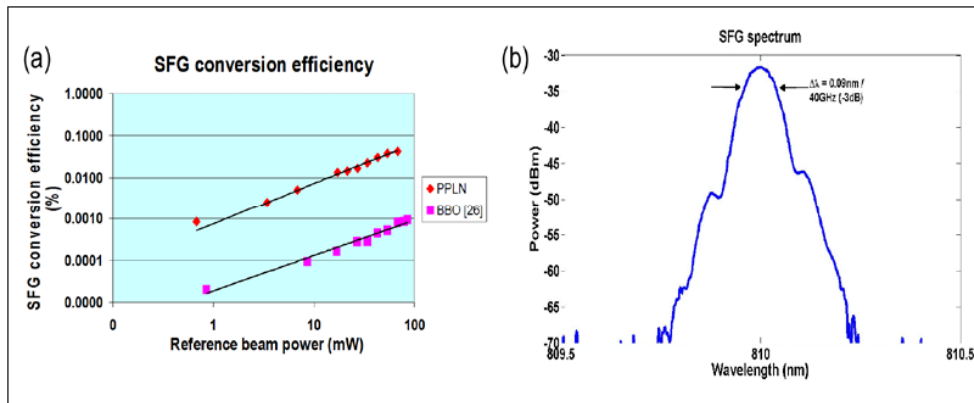 (a)
SFG conversion efficiency
SFG conversion efficiency
(%)
1.0000
0.1000
0.0100
0.0010
0.0001
0.0000
0
1
10
100
Reference beam power (mW)
PPLN
BBO [26]
(b)
SFG spectrum
Power (dBm)
-30
-35
-40
-45
-50
-55
-60
-65
-70
809.5
810
810.5
Wavelength (nm)
Δλ = 0.09nm /
40GHz (-3dB)